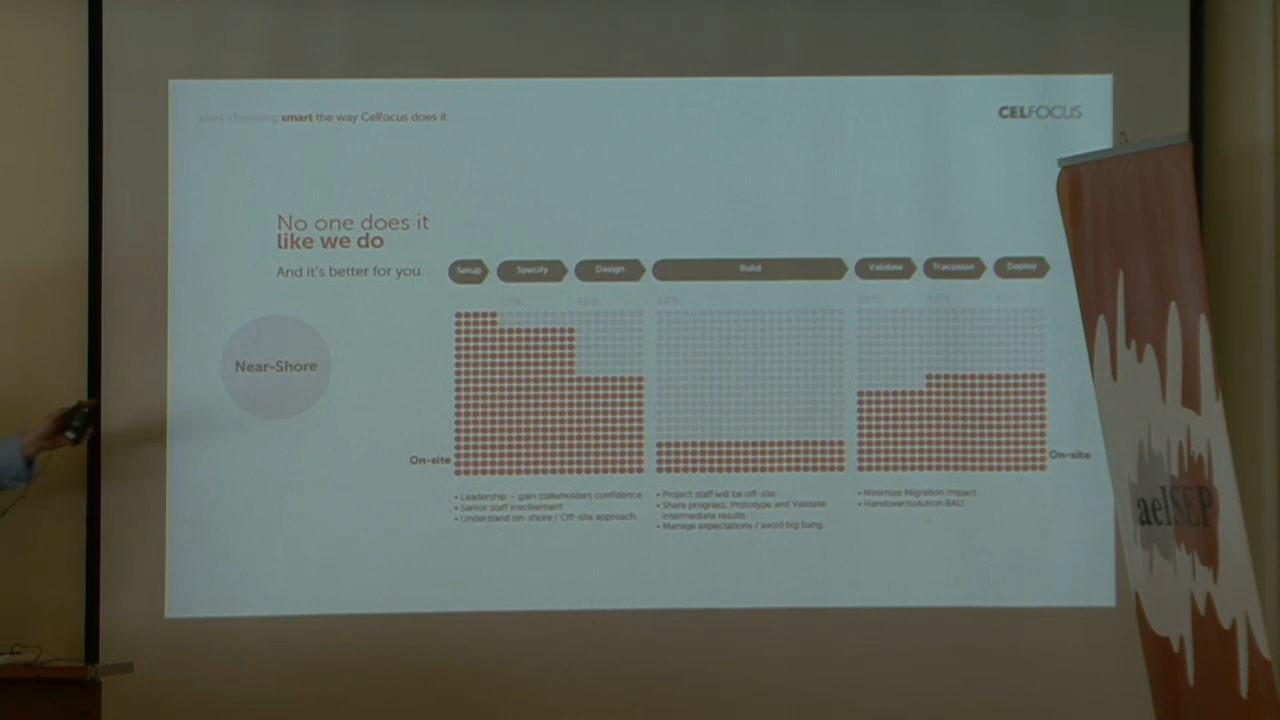 start choosing smart the way Celfocus does it
CELFOCUS
No one does it
like we do
And it's better for you.
Setup
Specify
Design
Build
Validate
Transition
Deploy
Near-Shore
On-site
On-site
• Leadership – gain stakeholders confidence
• Senior staff involvement
• Understand on-shore / Off-site approach.
• Project staff will be off-site
• Share progress, Prototype and Validate
intermediate results
• Manage expectations / avoid big bang.
• Minimize Migration Impact
• Handover/solution BAU
aeISEP